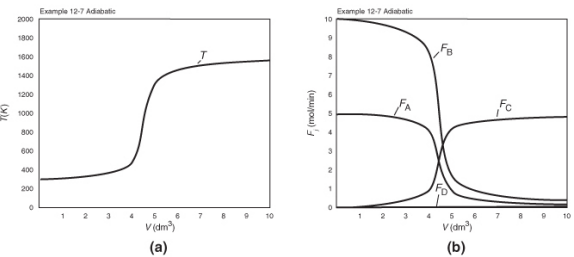 Example 12-7 Adiabatic
2000
1800
1600
1400
1200
1000
800
600
400
200
0
T(K)
T
1 2 3 4 5 6 7 8 9 10
V (dm3)
(a)
Example 12-7 Adiabatic
10
9
8
7
6
5
4
3
2
1
0
Fi (mol/min)
FB
FA
FC
FD
1 2 3 4 5 6 7 8 9 10
V (dm3)
(b)